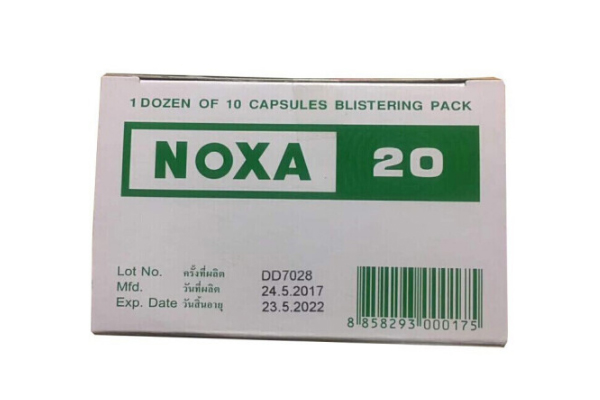 1 DOZEN OF 10 CAPSULES BLISTERING PACK
NOXA 20
Lot No. ครั้งที่ผลิต DD7028
Mfd. วันที่ผลิต 24.5.2017
Exp. Date วันสิ้นอายุ 23.5.2022
8 858293 000175